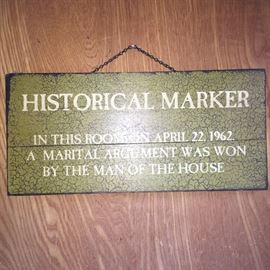 HISTORICAL MARKER
IN THIS ROOM ON APRIL 22, 1962
A MARITAL ARGUMENT WAS WON
BY THE MAN OF THE HOUSE